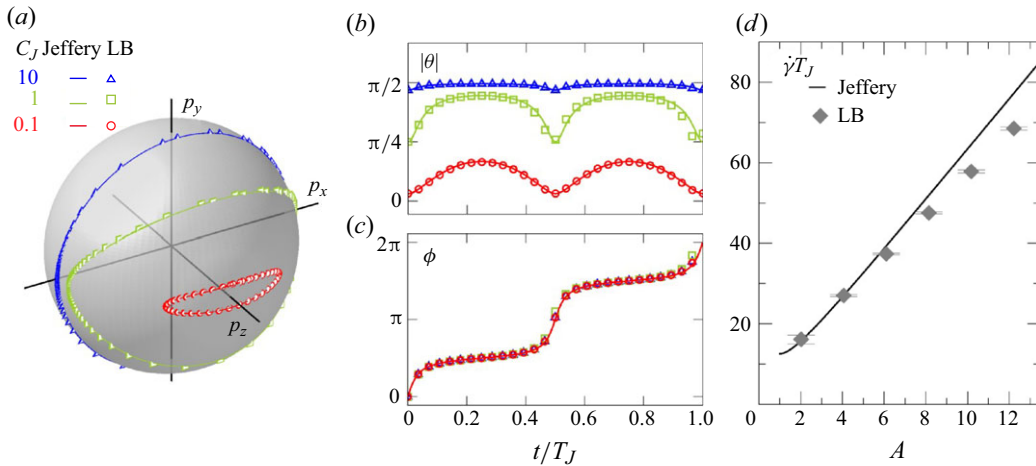 (a)
C_J Jeffery LB
10
1
0.1
p_y
p_x
p_z
(b)
|θ|
π/2
π/4
0
(c)
ϕ
2π
π
0
0 0.2 0.4 0.6 0.8 1.0
t/T_J
(d)
γ̇T_J
Jeffery
LB
80
60
40
20
0 2 4 6 8 10 12
A